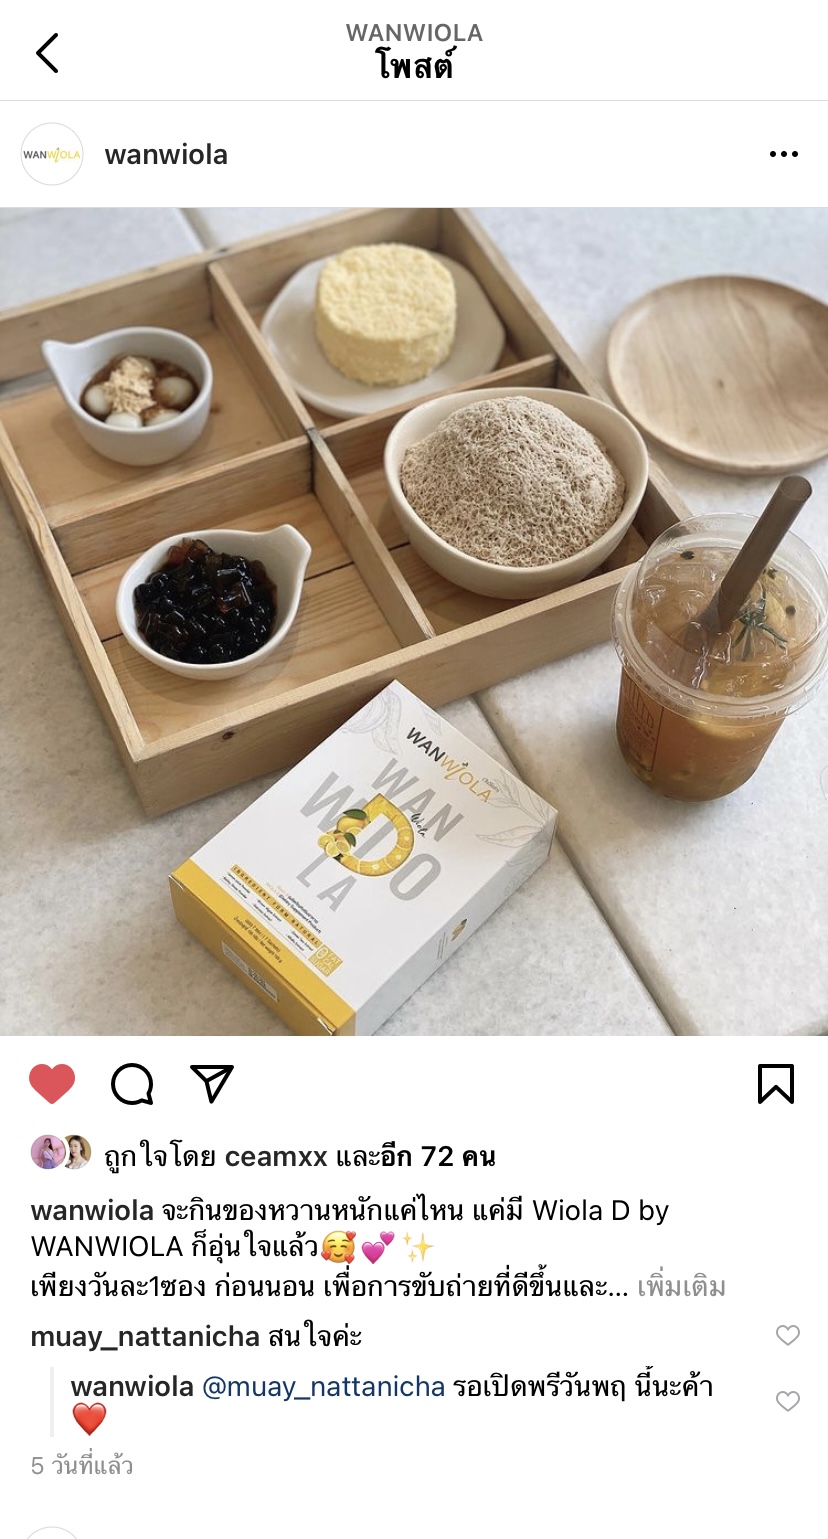 WANWIOLA
โพสต์
WANWIOLA
wanwiola
WANWIOLA
WAN
WIO
LA
D
Wiola
INGREDIENT FORM NATURAL
ถูกใจโดย ceamxx และอีก 72 คน
wanwiola จะกินของหวานหนักแค่ไหน แค่มี Wiola D by
WANWIOLA ก็อุ่นใจแล้ว🥰💕✨
เพียงวันละ1ซอง ก่อนนอน เพื่อการขับถ่ายที่ดีขึ้นและ... เพิ่มเติม
muay_nattanicha สนใจค่ะ
wanwiola @muay_nattanicha รอเปิดพรีวันพฤ นี้นะค้า
❤️
5 วันที่แล้ว